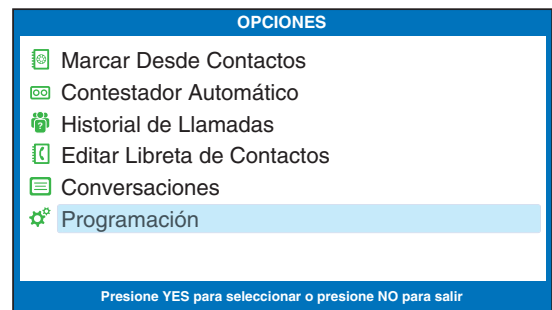 OPCIONES
Marcar Desde Contactos
Contestador Automático
Historial de Llamadas
Editar Libreta de Contactos
Conversaciones
Programación
Presione YES para seleccionar o presione NO para salir